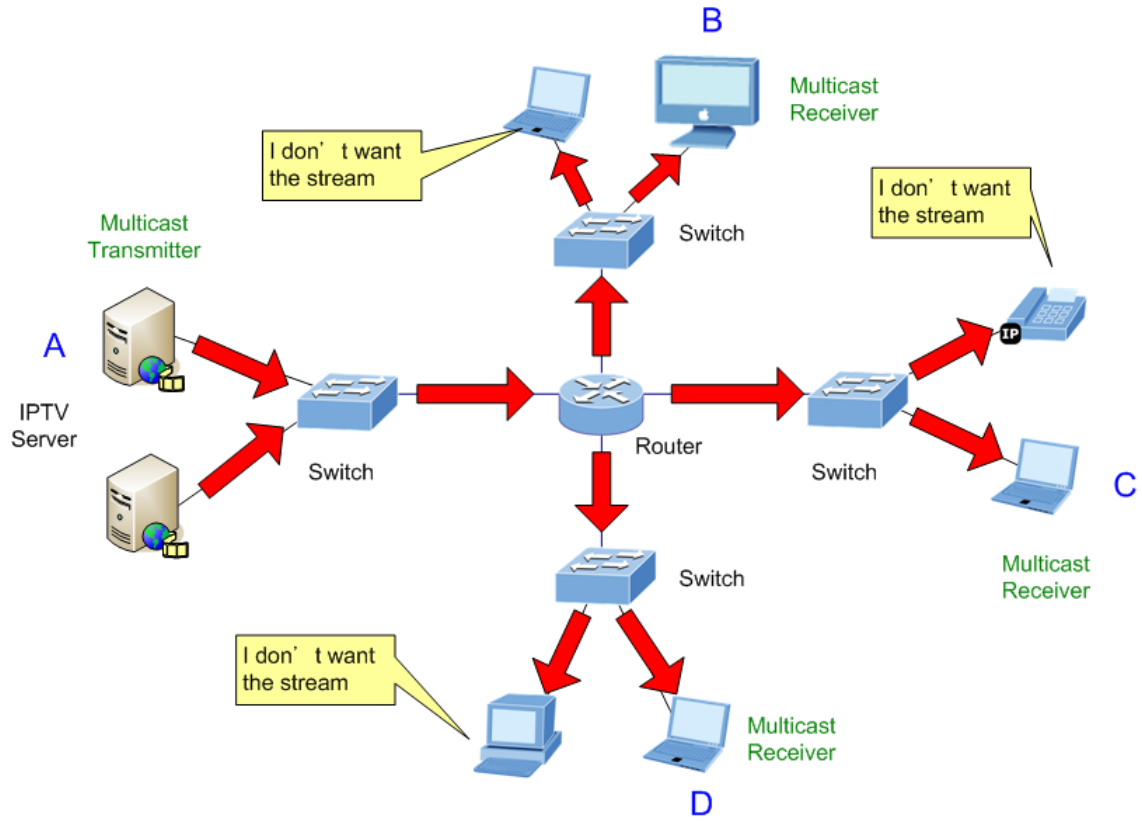 B
Multicast
Receiver
I don’t want
the stream
I don’t want
the stream
Multicast
Transmitter
Switch
A
IP
IPTV
Server
Switch
Router
Switch
C
Switch
Multicast
Receiver
I don’t want
the stream
Multicast
Receiver
D